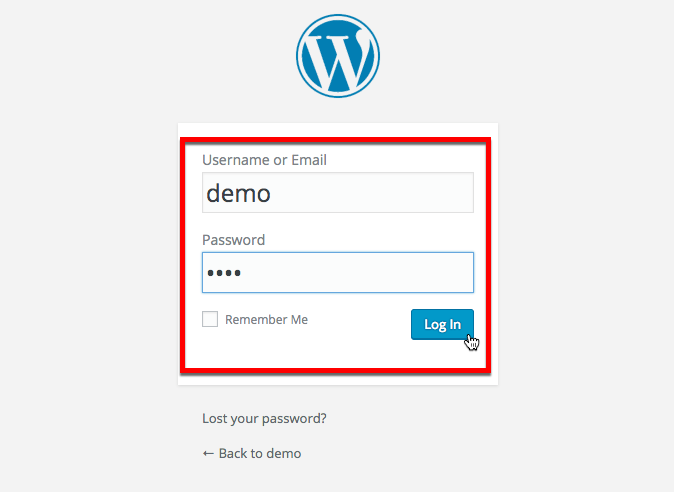 Username or Email
demo
Password
••••
Remember Me
Log In
Lost your password?
← Back to demo